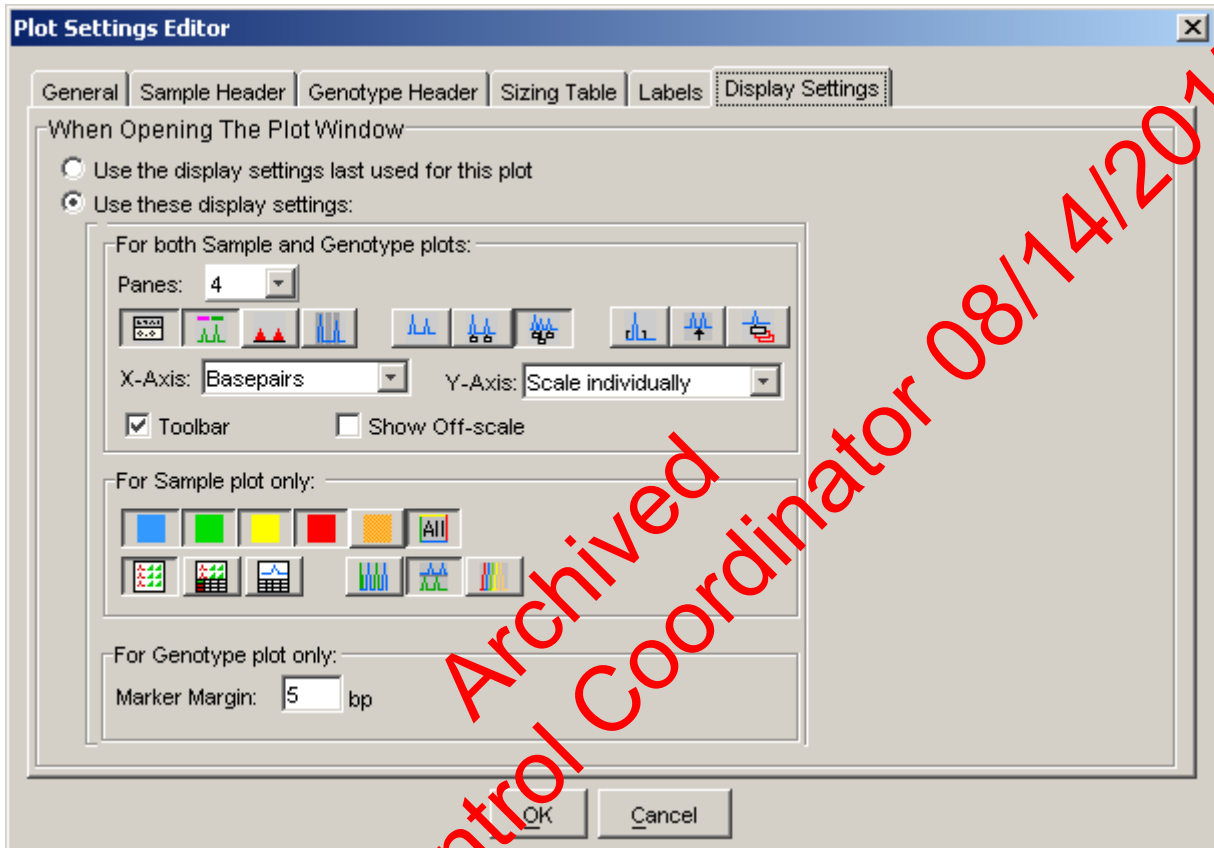 Plot Settings Editor
General Sample Header Genotype Header Sizing Table Labels Display Settings
When Opening The Plot Window
Use the display settings last used for this plot
Use these display settings:
For both Sample and Genotype plots:
Panes: 4
X-Axis: Basepairs Y-Axis: Scale individually
Toolbar Show Off-scale
For Sample plot only:
All
For Genotype plot only:
Marker Margin: 5 bp
OK Cancel
Archived
Coordinator 08/14/201